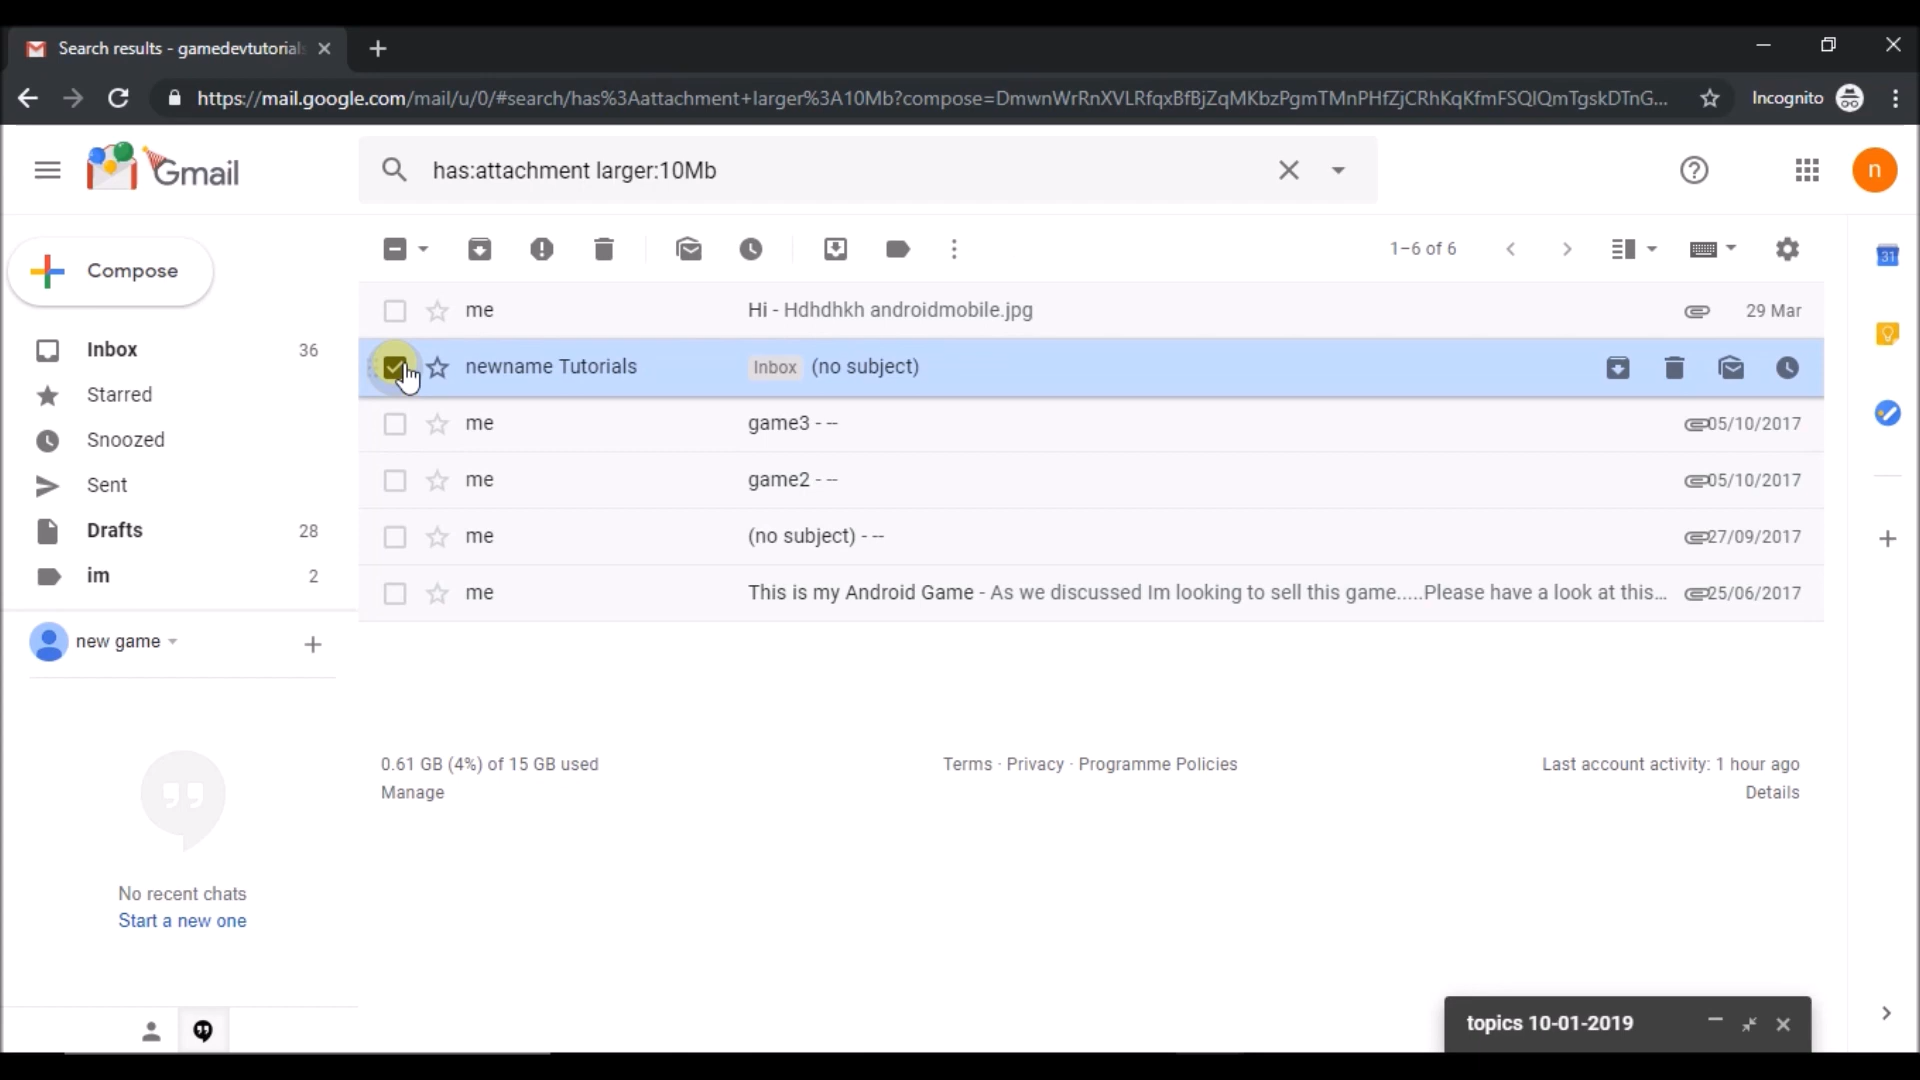 Search results - gamedevtutorial
https://mail.google.com/mail/u/0/#search/has%3Aattachment+larger%3A10Mb?compose=DmwnWrRnXVLRfqxBfBjZqMKbzPgmTMnPHfZjCRhKqKfmFSQlQmTgskDTnG...
Incognito
Gmail
has:attachment larger:10Mb
n
Compose
1–6 of 6
31
me Hi - Hdhdhkh androidmobile.jpg 29 Mar
Inbox 36
newname Tutorials Inbox (no subject)
Starred
me game3 - -- 05/10/2017
Snoozed
me game2 - -- 05/10/2017
Sent
Drafts 28
me (no subject) - -- 27/09/2017
im 2
me This is my Android Game - As we discussed Im looking to sell this game.....Please have a look at this... 25/06/2017
new game
0.61 GB (4%) of 15 GB used
Manage
Terms · Privacy · Programme Policies
Last account activity: 1 hour ago
Details
No recent chats
Start a new one
topics 10-01-2019